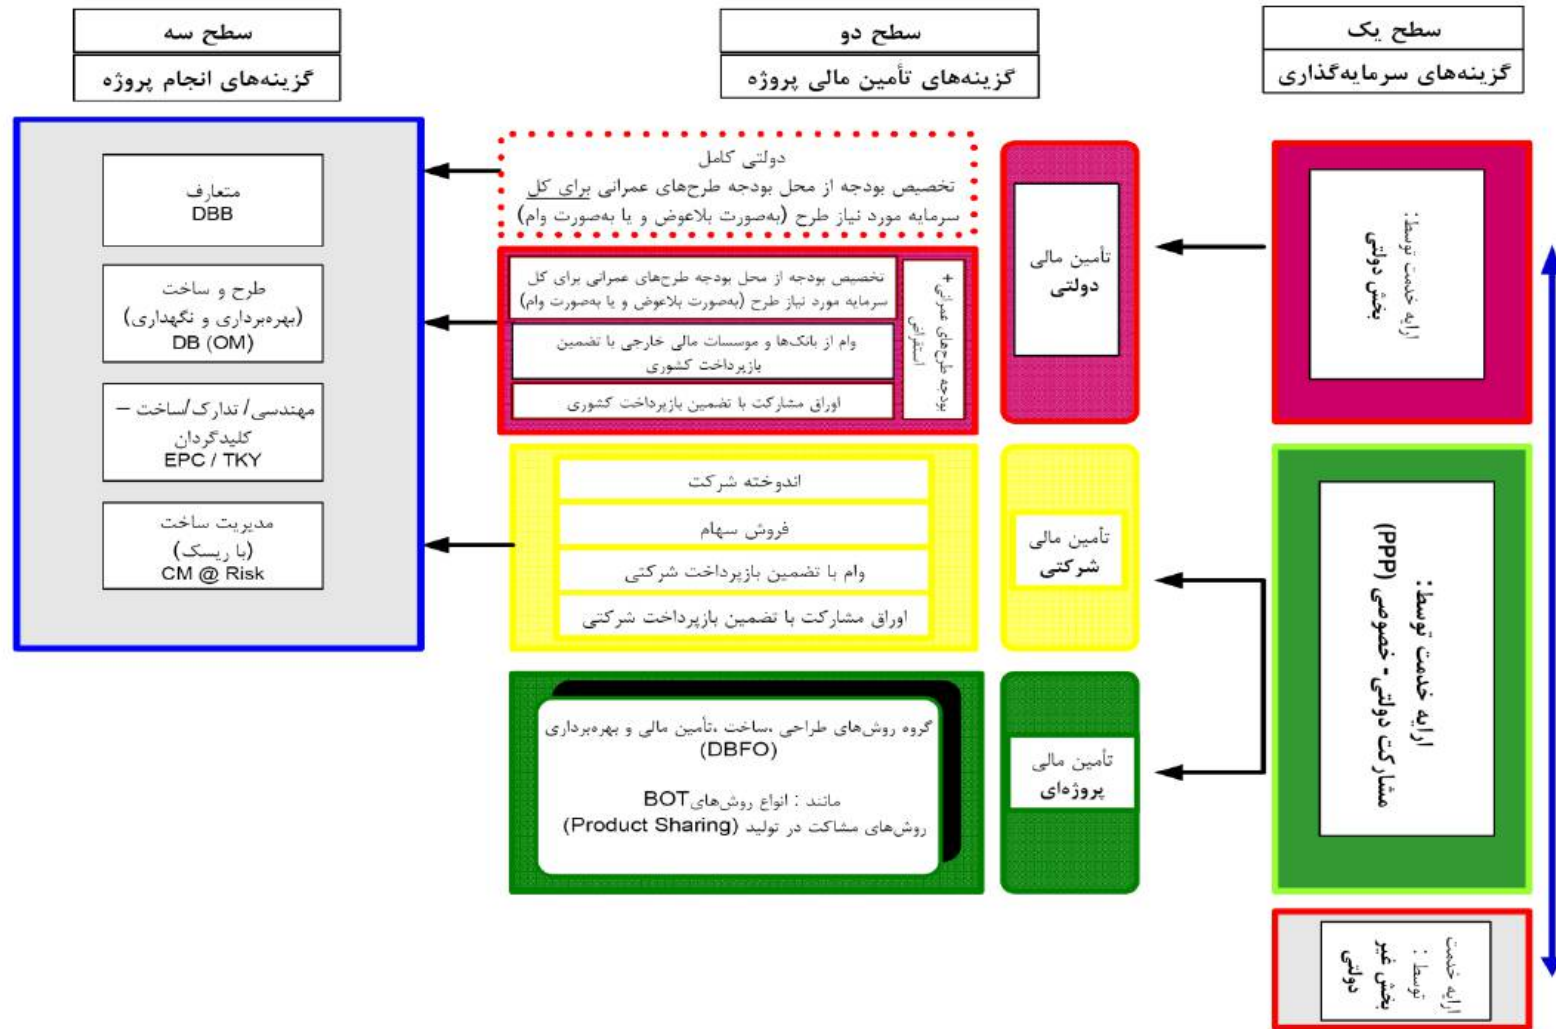 سطح یک
گزینه‌های سرمایه‌گذاری
سطح دو
گزینه‌های تأمین مالی پروژه
سطح سه
گزینه‌های انجام پروژه
ارایه خدمت توسط:
بخش دولتی
تأمین مالی
دولتی
دولتی کامل
تخصیص بودجه از محل بودجه طرح‌های عمرانی برای کل
سرمایه مورد نیاز طرح (به‌صورت بلاعوض و یا به‌صورت وام)
بودجه طرح‌های عمرانی +
استقراض
تخصیص بودجه از محل بودجه طرح‌های عمرانی برای کل
سرمایه مورد نیاز طرح (به‌صورت بلاعوض و یا به‌صورت وام)
وام از بانک‌ها و موسسات مالی خارجی با تضمین
بازپرداخت کشوری
اوراق مشارکت با تضمین بازپرداخت کشوری
ارایه خدمت توسط:
مشارکت دولتی - خصوصی (PPP)
تأمین مالی
شرکتی
اندوخته شرکت
فروش سهام
وام با تضمین بازپرداخت شرکتی
اوراق مشارکت با تضمین بازپرداخت شرکتی
تأمین مالی
پروژه‌ای
گروه روش‌های طراحی ،ساخت ،تأمین مالی و بهره‌برداری
(DBFO)
مانند : انواع روش‌های BOT
روش‌های مشاکت در تولید (Product Sharing)
ارایه خدمت
توسط :
بخش غیر
دولتی
متعارف
DBB
طرح و ساخت
(بهره‌برداری و نگهداری)
DB (OM)
مهندسی/ تدارک/ساخت –
کلیدگردان
EPC / TKY
مدیریت ساخت
(با ریسک)
CM @ Risk